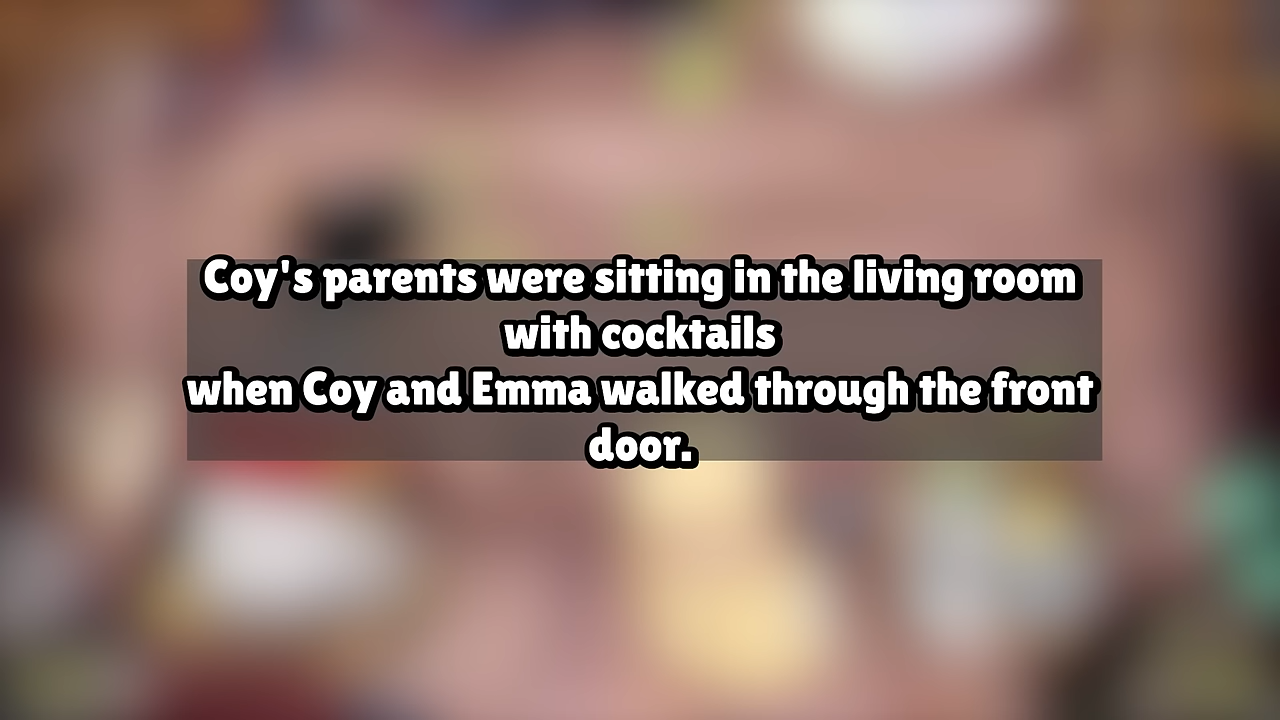 Coy's parents were sitting in the living room
with cocktails
when Coy and Emma walked through the front
door.